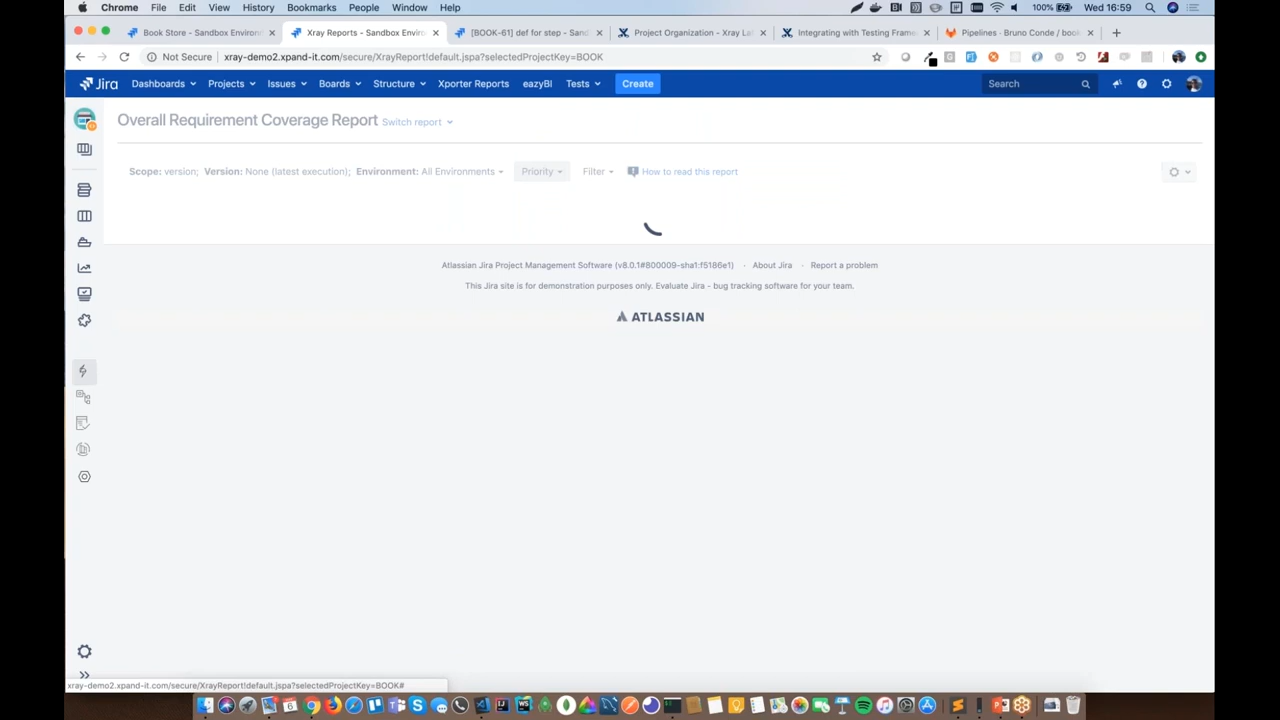 Chrome File Edit View History Bookmarks People Window Help 100% Wed 16:59
Book Store - Sandbox Environ × Xray Reports - Sandbox Enviro × [BOOK-61] def for step - Sand × Project Organization - Xray La × Integrating with Testing Frame × Pipelines · Bruno Conde / book × +
Not Secure xray-demo2.xpand-it.com/secure/XrayReport!default.jspa?selectedProjectKey=BOOK
Jira Dashboards Projects Issues Boards Structure Xporter Reports eazyBI Tests Create Search
Overall Requirement Coverage Report Switch report
Scope: version; Version: None (latest execution); Environment: All Environments Priority Filter How to read this report
Atlassian Jira Project Management Software (v8.0.1#800009-sha1:f5186e1) · About Jira · Report a problem
This Jira site is for demonstration purposes only. Evaluate Jira - bug tracking software for your team.
ATLASSIAN
xray-demo2.xpand-it.com/secure/XrayReport!default.jspa?selectedProjectKey=BOOK#